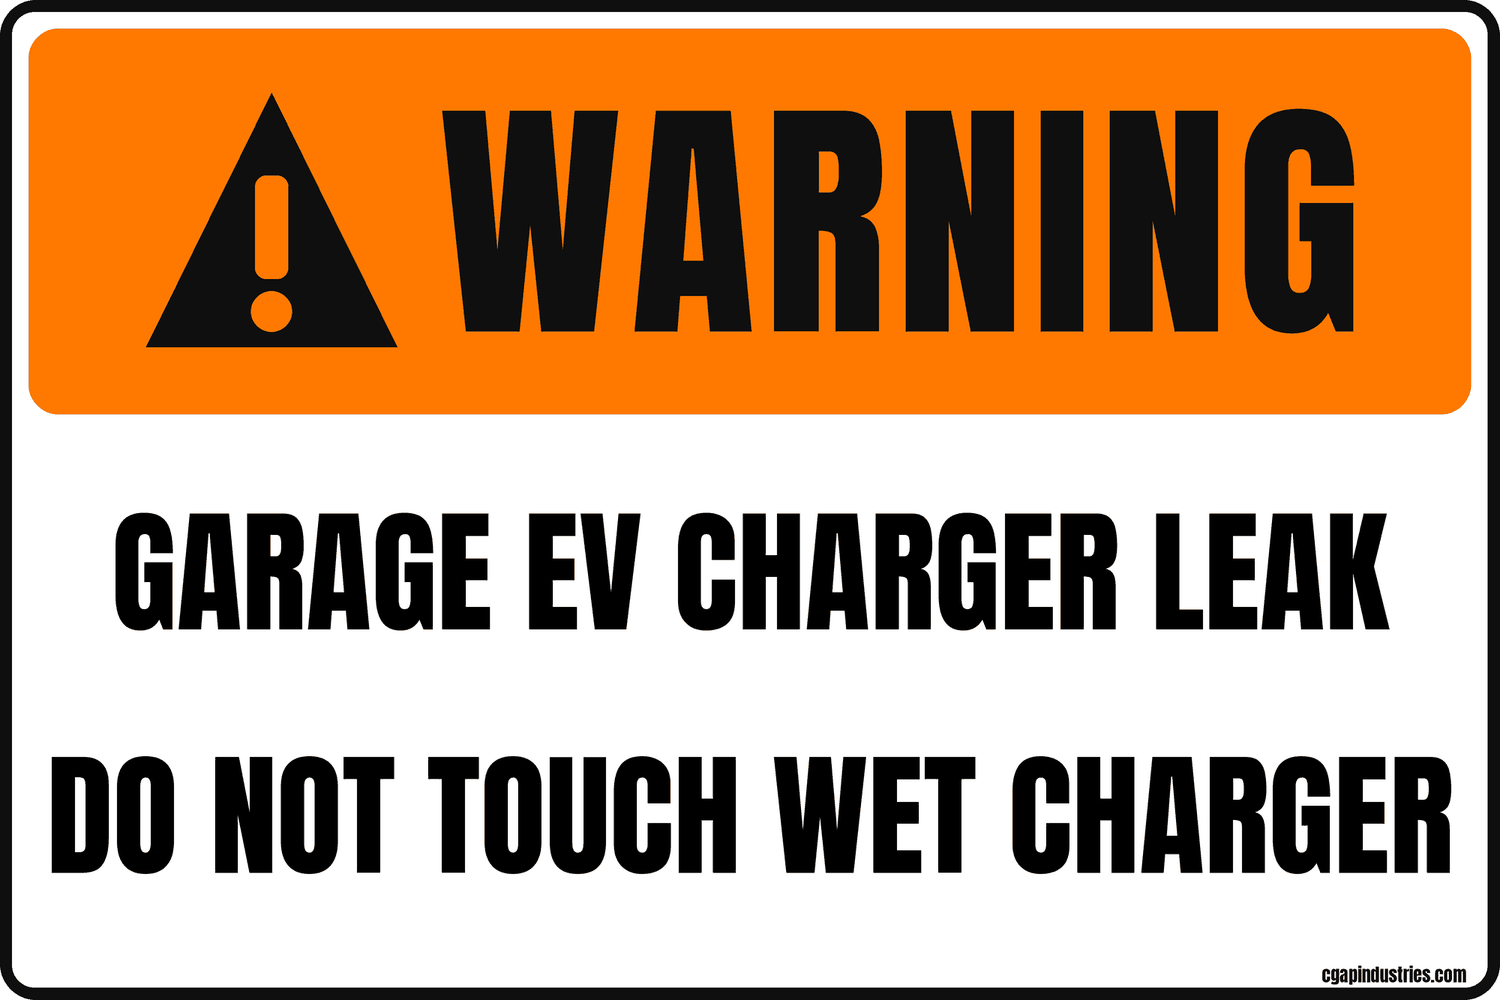 WARNING
GARAGE EV CHARGER LEAK
DO NOT TOUCH WET CHARGER
cgapindustries.com